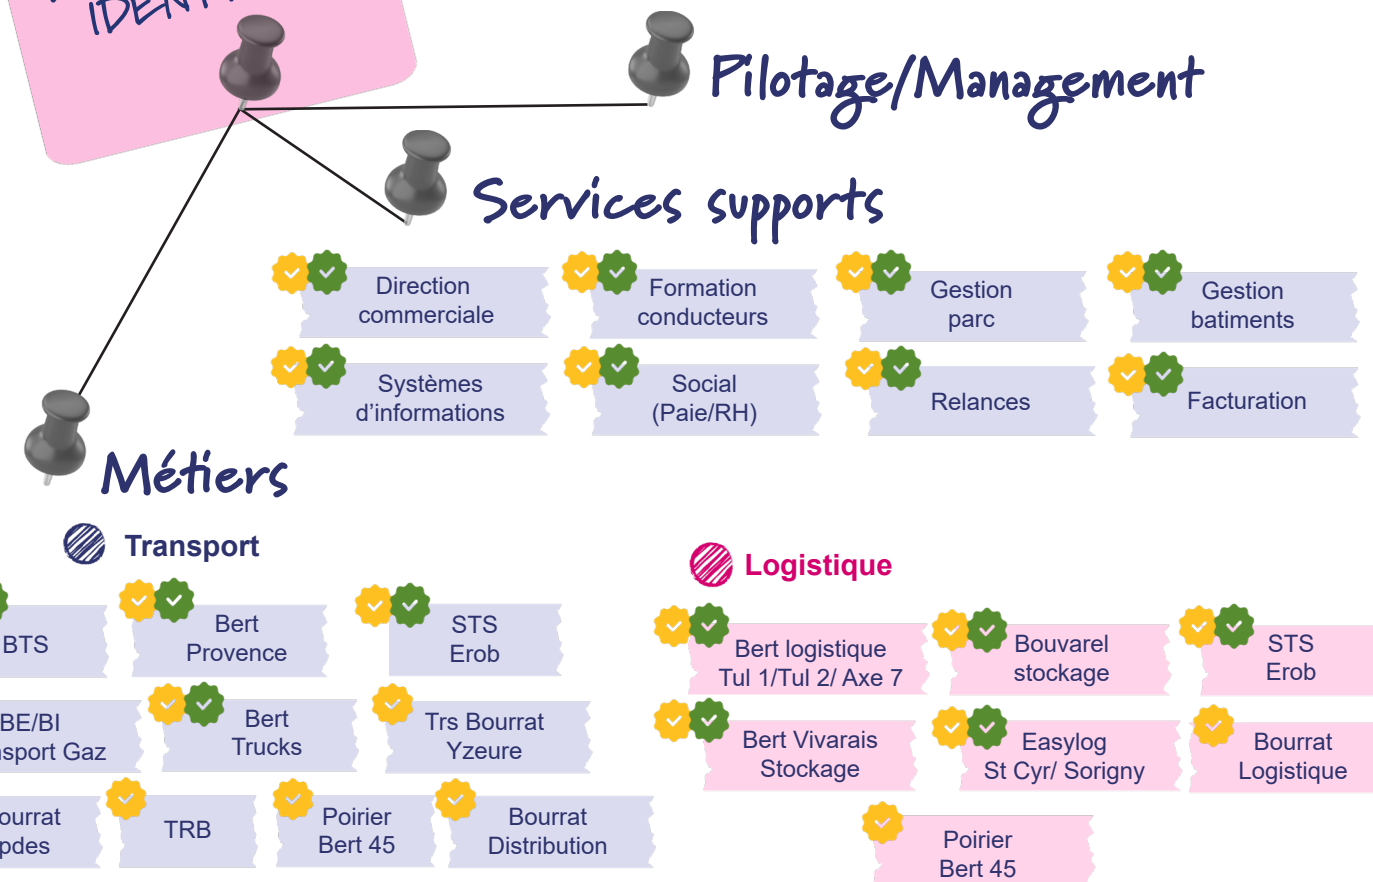 Pilotage/Management
Services supports
Direction
commerciale
Formation
conducteurs
Gestion
parc
Gestion
batiments
Systèmes
d'informations
Social
(Paie/RH)
Relances
Facturation
Métiers
Transport
BTS
Bert
Provence
STS
Erob
BE/BI
Gaz
Bert
Trucks
Trs Bourrat
Yzeure
TRB
Poirier
Bert 45
Bourrat
Distribution
Logistique
Bert logistique
Tul 1/Tul 2/ Axe 7
Bouvarel
stockage
STS
Erob
Bert Vivarais
Stockage
Easylog
St Cyr/ Sorigny
Bourrat
Logistique
Poirier
Bert 45